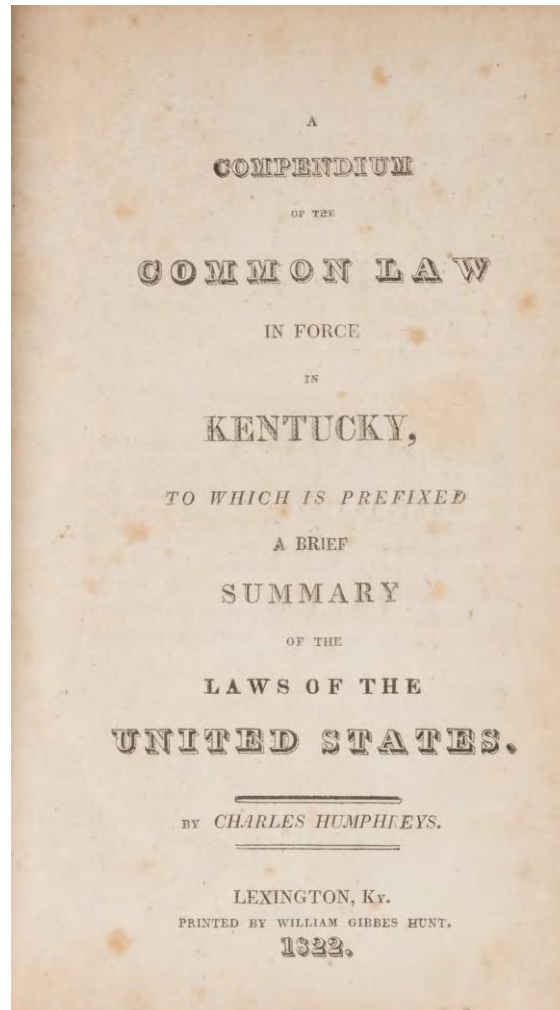 A
COMPENDIUM
OF THE
COMMON LAW
IN FORCE
IN
KENTUCKY,
TO WHICH IS PREFIXED
A BRIEF
SUMMARY
OF THE
LAWS OF THE
UNITED STATES.
BY CHARLES HUMPHREYS.
LEXINGTON, KY.
PRINTED BY WILLIAM GIBBES HUNT.
1822.